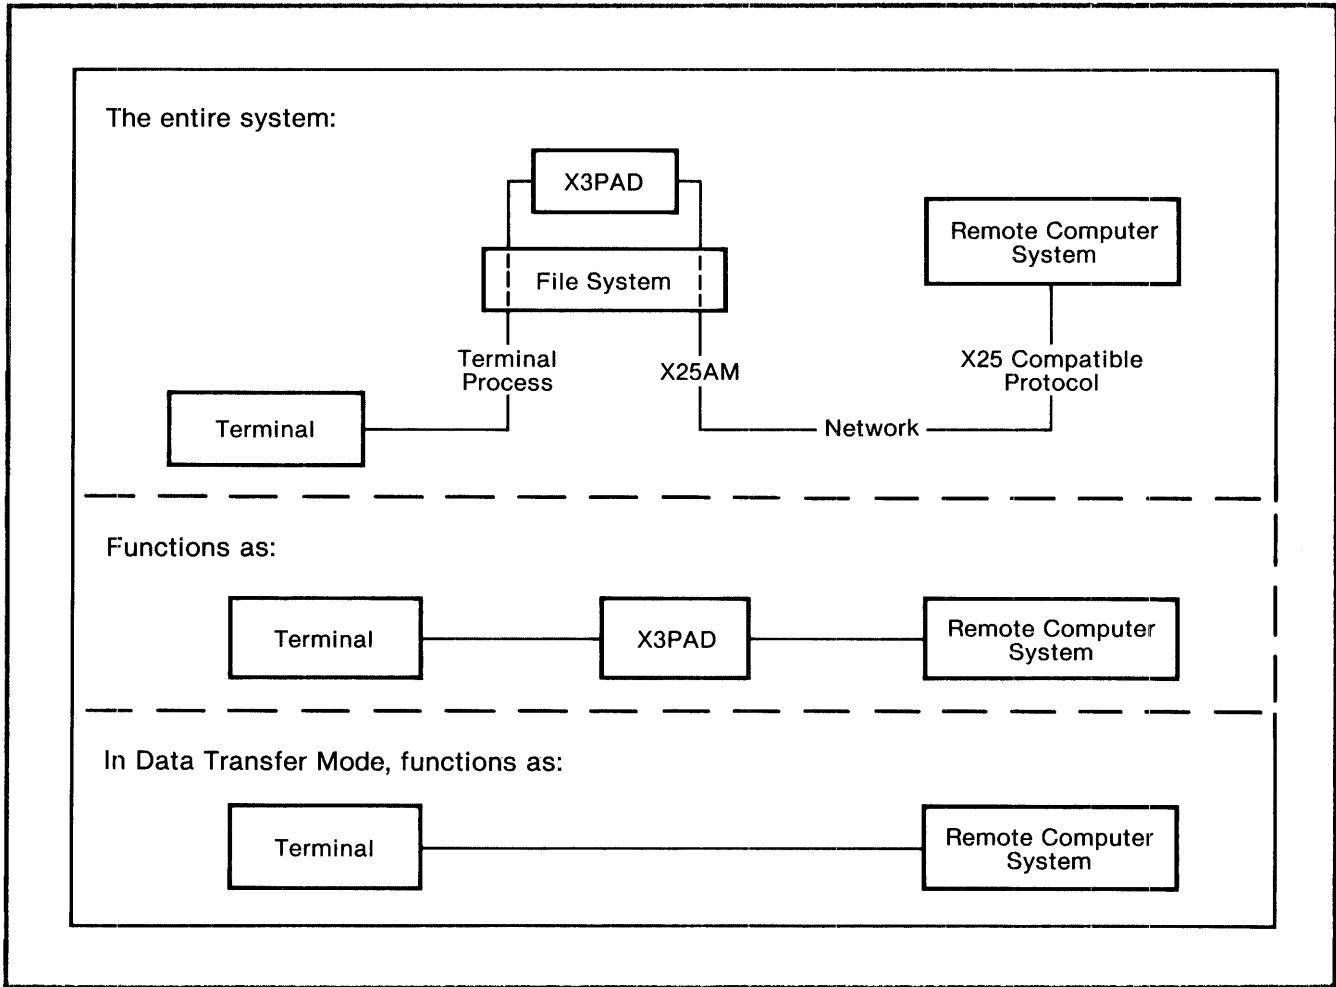 The entire system:
X3PAD
Remote Computer
System
File System
Terminal
Process
X25AM
X25 Compatible
Protocol
Terminal
Network
Functions as:
Terminal
X3PAD
Remote Computer
System
In Data Transfer Mode, functions as:
Terminal
Remote Computer
System